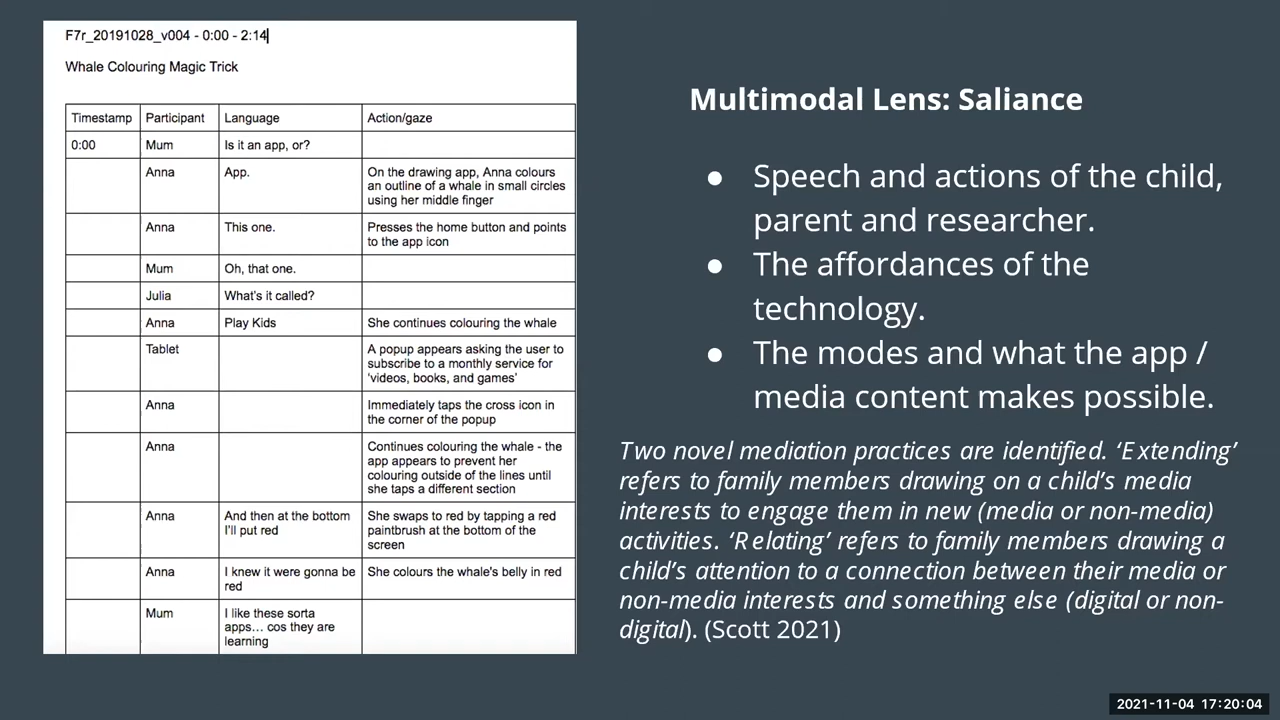 F7r_20191028_v004 - 0:00 - 2:14
Whale Colouring Magic Trick
Timestamp Participant Language Action/gaze
0:00 Mum Is it an app, or?
Anna App. On the drawing app, Anna colours
an outline of a whale in small circles
using her middle finger
Anna This one. Presses the home button and points
to the app icon
Mum Oh, that one.
Julia What's it called?
Anna Play Kids She continues colouring the whale
Tablet A popup appears asking the user to
subscribe to a monthly service for
'videos, books, and games'
Anna Immediately taps the cross icon in
the corner of the popup
Anna Continues colouring the whale - the
app appears to prevent her
colouring outside of the lines until
she taps a different section
Anna And then at the bottom She swaps to red by tapping a red
I'll put red paintbrush at the bottom of the
screen
Anna I knew it were gonna be She colours the whale's belly in red
red
Mum I like these sorta
apps... cos they are
learning
Multimodal Lens: Saliance
● Speech and actions of the child,
parent and researcher.
● The affordances of the
technology.
● The modes and what the app /
media content makes possible.
Two novel mediation practices are identified. ‘Extending’
refers to family members drawing on a child’s media
interests to engage them in new (media or non-media)
activities. ‘Relating’ refers to family members drawing a
child’s attention to a connection between their media or
non-media interests and something else (digital or non-
digital). (Scott 2021)
2021-11-04 17:20:04